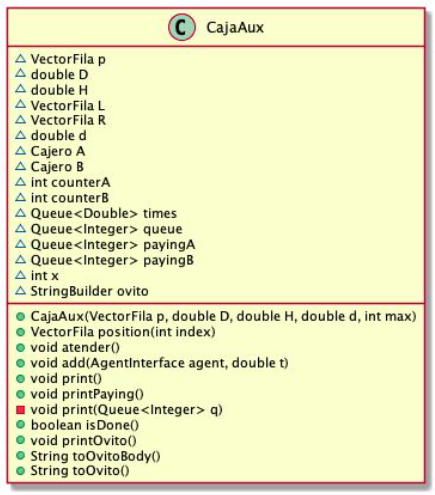 C CajaAux
VectorFila p
double D
double H
VectorFila L
VectorFila R
double d
Cajero A
Cajero B
int counterA
int counterB
Queue<Double> times
Queue<Integer> queue
Queue<Integer> payingA
Queue<Integer> payingB
int x
StringBuilder ovito
CajaAux(VectorFila p, double D, double H, double d, int max)
VectorFila position(int index)
void atender()
void add(AgentInterface agent, double t)
void print()
void printPaying()
void print(Queue<Integer> q)
boolean isDone()
void printOvito()
String toOvitoBody()
String toOvito()